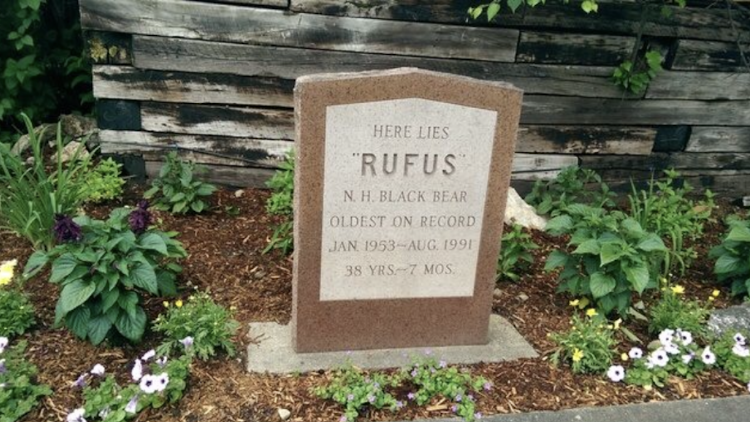 HERE LIES
"RUFUS"
N.H. BLACK BEAR
OLDEST ON RECORD
JAN. 1953~AUG. 1991
38 YRS.~7 MOS.